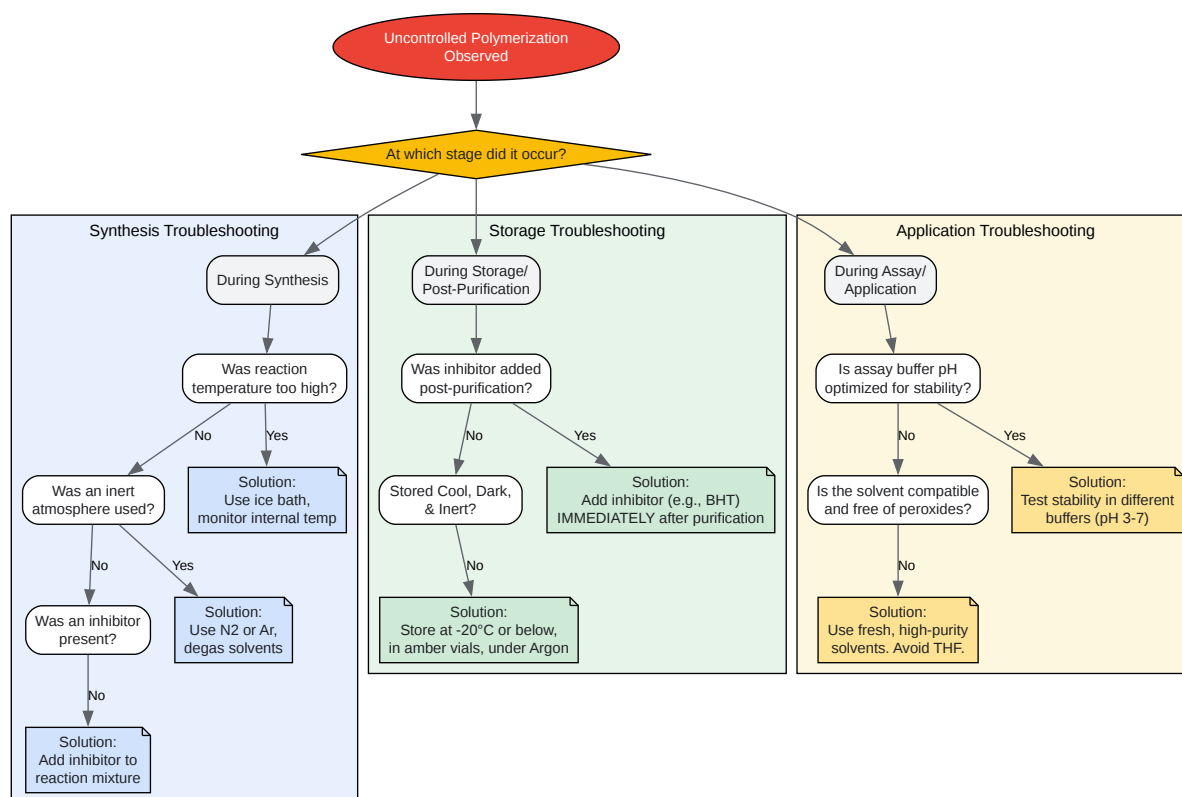 Uncontrolled Polymerization
Observed
At which stage did it occur?
Synthesis Troubleshooting
During Synthesis
Was reaction
temperature too high?
No
Yes
Was an inert
atmosphere used?
Solution:
Use ice bath,
monitor internal temp
No
Yes
Was an inhibitor
present?
Solution:
Use N2 or Ar,
degas solvents
No
Solution:
Add inhibitor to
reaction mixture
Storage Troubleshooting
During Storage/
Post-Purification
Was inhibitor added
post-purification?
No
Yes
Stored Cool, Dark,
& Inert?
Solution:
Add inhibitor (e.g., BHT)
IMMEDIATELY after purification
No
Solution:
Store at -20°C or below,
in amber vials, under Argon
Application Troubleshooting
During Assay/
Application
Is assay buffer pH
optimized for stability?
No
Yes
Is the solvent compatible
and free of peroxides?
Solution:
Test stability in different
buffers (pH 3-7)
No
Solution:
Use fresh, high-purity
solvents. Avoid THF.